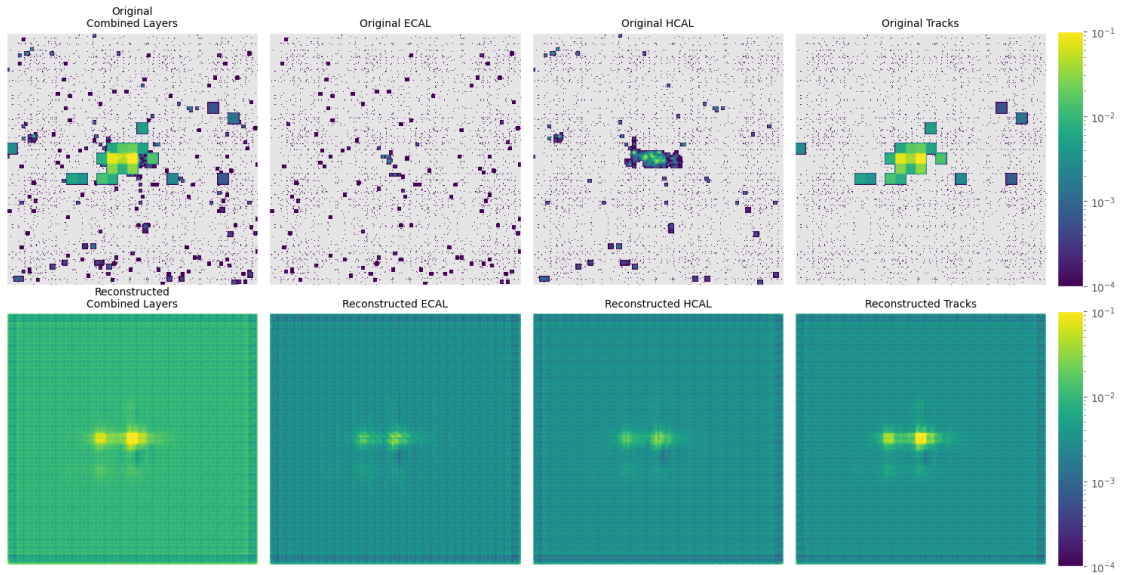 Original
Combined Layers
Original ECAL
Original HCAL
Original Tracks
10⁻¹
10⁻²
10⁻³
10⁻⁴
Reconstructed
Combined Layers
Reconstructed ECAL
Reconstructed HCAL
Reconstructed Tracks
10⁻¹
10⁻²
10⁻³
10⁻⁴